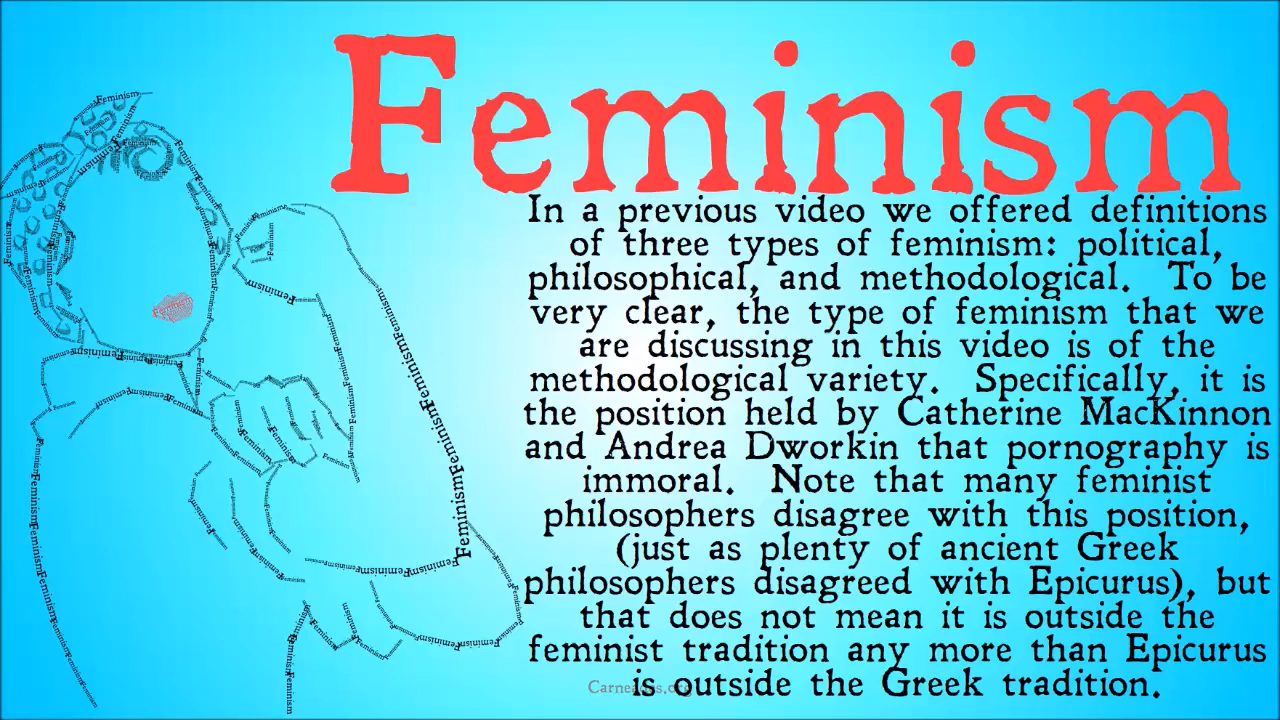 Feminism
In a previous video we offered definitions
of three types of feminism: political,
philosophical, and methodological. To be
very clear, the type of feminism that we
are discussing in this video is of the
methodological variety. Specifically, it is
the position held by Catherine MacKinnon
and Andrea Dworkin that pornography is
immoral. Note that many feminist
philosophers disagree with this position,
(just as plenty of ancient Greek
philosophers disagreed with Epicurus), but
that does not mean it is outside the
feminist tradition any more than Epicurus
is outside the Greek tradition.